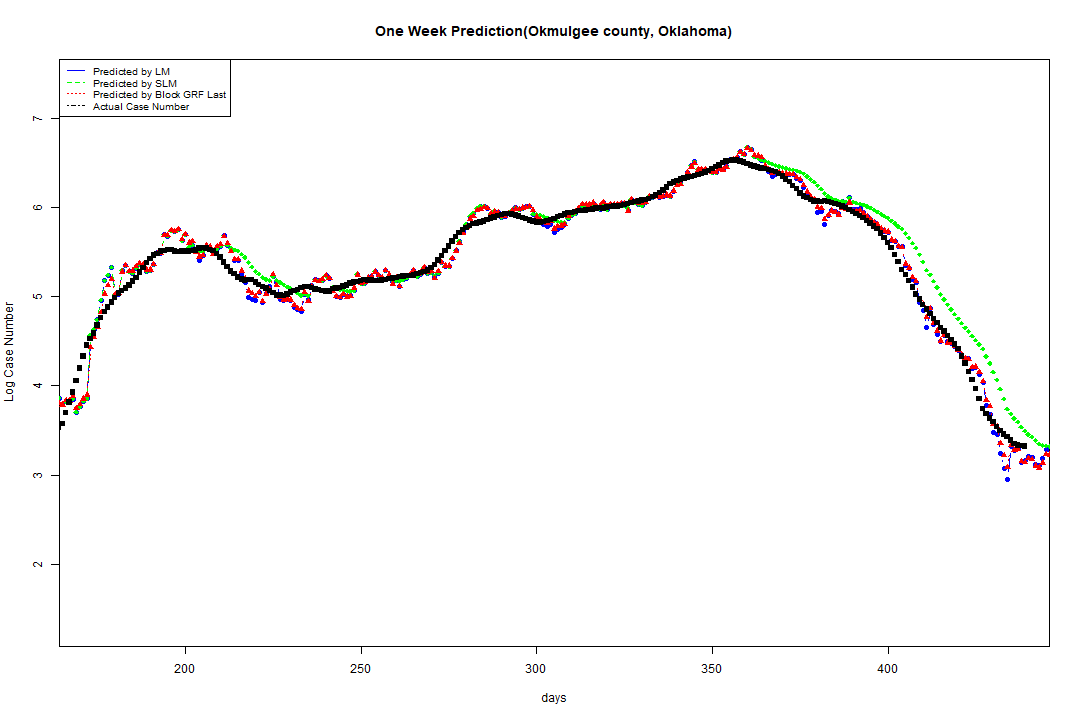 One Week Prediction(Okmulgee county, Oklahoma)
Predicted by LM
Predicted by SLM
Predicted by Block GRF Last
Actual Case Number
7
6
5
4
3
2
Log Case Number
200 250 300 350 400
days